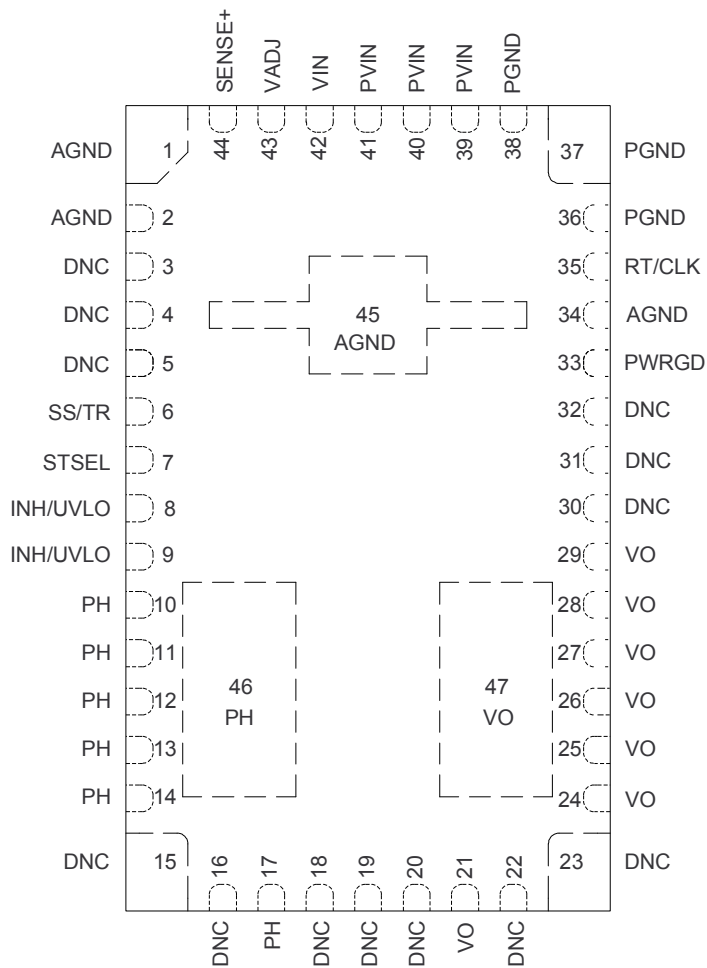 SENSE+ VADJ VIN PVIN PVIN PVIN PGND
AGND 1 44 43 42 41 40 39 38 37 PGND
AGND 2 36 PGND
DNC 3 35 RT/CLK
DNC 4 45 34 AGND
AGND
DNC 5 33 PWRGD
SS/TR 6 32 DNC
STSEL 7 31 DNC
INH/UVLO 8 30 DNC
INH/UVLO 9 29 VO
PH 10 28 VO
PH 11 27 VO
PH 12 46 47 26 VO
PH VO
PH 13 25 VO
PH 14 24 VO
DNC 15 16 17 18 19 20 21 22 23 DNC
DNC PH DNC DNC DNC VO DNC